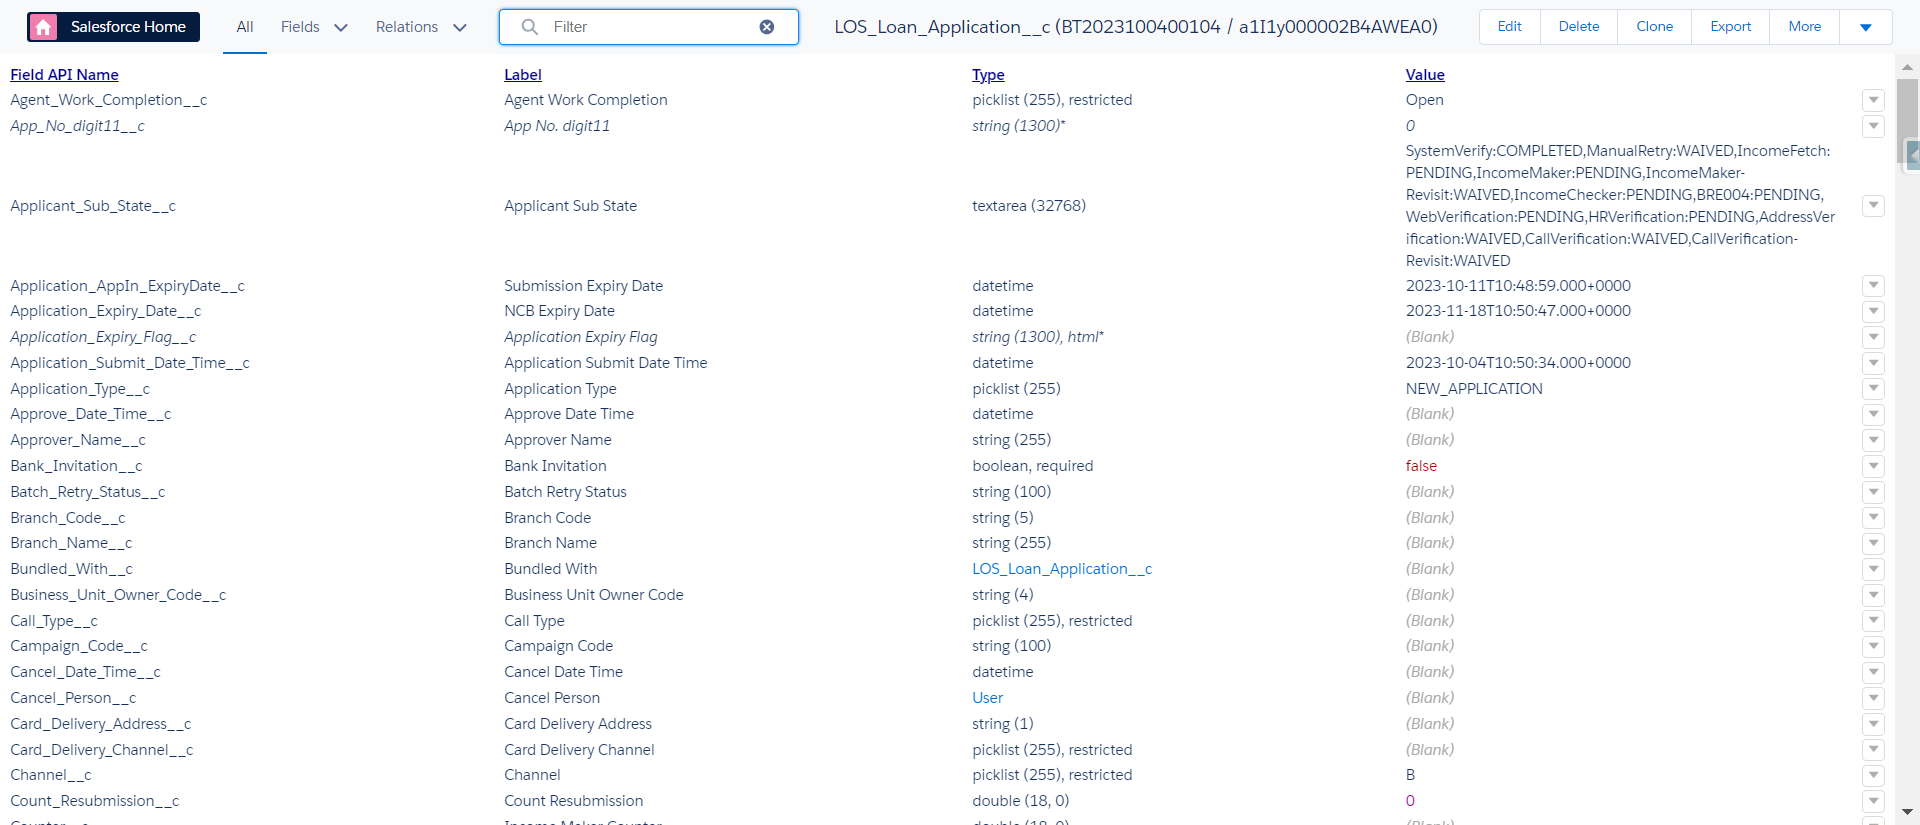 Salesforce Home All Fields Relations Filter LOS_Loan_Application__c (BT2023100400104 / a1I1y000002B4AWEA0) Edit Delete Clone Export More
Field API Name Label Type Value
Agent_Work_Completion__c Agent Work Completion picklist (255), restricted Open
App_No_digit11__c App No. digit11 string (1300)* 0
SystemVerify:COMPLETED,ManualRetry:WAIVED,IncomeFetch:
PENDING,IncomeMaker:PENDING,IncomeMaker-
Revisit:WAIVED,IncomeChecker:PENDING,BRE004:PENDING,
Applicant_Sub_State__c Applicant Sub State textarea (32768)
WebVerification:PENDING,HRVerification:PENDING,AddressVer
ification:WAIVED,CallVerification:WAIVED,CallVerification-
Revisit:WAIVED
Application_AppIn_ExpiryDate__c Submission Expiry Date datetime 2023-10-11T10:48:59.000+0000
Application_Expiry_Date__c NCB Expiry Date datetime 2023-11-18T10:50:47.000+0000
Application_Expiry_Flag__c Application Expiry Flag string (1300), html* (Blank)
Application_Submit_Date_Time__c Application Submit Date Time datetime 2023-10-04T10:50:34.000+0000
Application_Type__c Application Type picklist (255) NEW_APPLICATION
Approve_Date_Time__c Approve Date Time datetime (Blank)
Approver_Name__c Approver Name string (255) (Blank)
Bank_Invitation__c Bank Invitation boolean, required false
Batch_Retry_Status__c Batch Retry Status string (100) (Blank)
Branch_Code__c Branch Code string (5) (Blank)
Branch_Name__c Branch Name string (255) (Blank)
Bundled_With__c Bundled With LOS_Loan_Application__c (Blank)
Business_Unit_Owner_Code__c Business Unit Owner Code string (4) (Blank)
Call_Type__c Call Type picklist (255), restricted (Blank)
Campaign_Code__c Campaign Code string (100) (Blank)
Cancel_Date_Time__c Cancel Date Time datetime (Blank)
Cancel_Person__c Cancel Person User (Blank)
Card_Delivery_Address__c Card Delivery Address string (1) (Blank)
Card_Delivery_Channel__c Card Delivery Channel picklist (255), restricted (Blank)
Channel__c Channel picklist (255), restricted B
Count_Resubmission__c Count Resubmission double (18, 0) 0